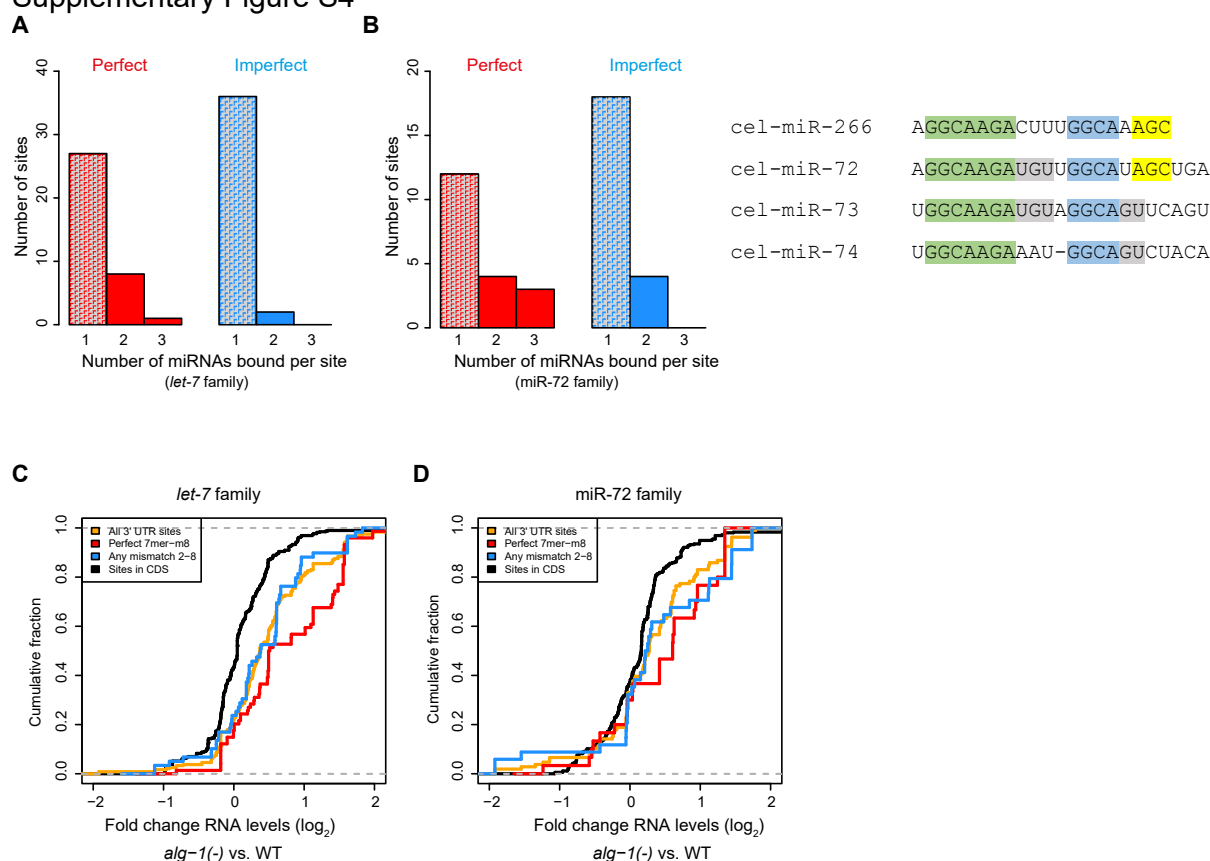 Supplementary Figure S4
A
B
Perfect
Imperfect
40
30
20
10
0
Number of sites
1 2 3
1 2 3
Number of miRNAs bound per site
(let-7 family)
Perfect
Imperfect
20
15
10
5
0
Number of sites
1 2 3
1 2 3
Number of miRNAs bound per site
(miR-72 family)
cel-miR-266 AGGCAAGACUUUGGCAAAGC
cel-miR-72 AGGCAAGAUGUUGGCAUAGCUGA
cel-miR-73 UGGCAAGAUGUAGGCAGUUCAGU
cel-miR-74 UGGCAAGAAAU-GGCAGUCUACA
C
let-7 family
All 3' UTR sites
Perfect 7mer−m8
Any mismatch 2−8
Sites in CDS
1.0
0.8
0.6
0.4
0.2
0.0
Cumulative fraction
−2 −1 0 1 2
Fold change RNA levels (log2)
alg−1(-) vs. WT
D
miR-72 family
All 3' UTR sites
Perfect 7mer−m8
Any mismatch 2−8
Sites in CDS
1.0
0.8
0.6
0.4
0.2
0.0
Cumulative fraction
−2 −1 0 1 2
Fold change RNA levels (log2)
alg−1(-) vs. WT